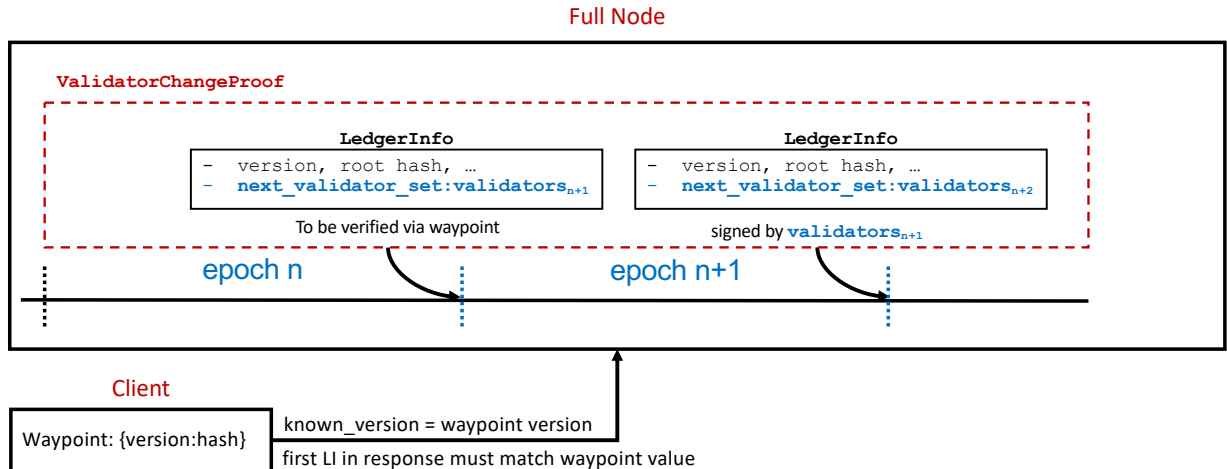 Full Node
ValidatorChangeProof
LedgerInfo
- version, root hash, …
- next_validator_set:validatorsₙ₊₁
To be verified via waypoint
LedgerInfo
- version, root hash, …
- next_validator_set:validatorsₙ₊₂
signed by validatorsₙ₊₁
epoch n
epoch n+1
Client
Waypoint: {version:hash}
known_version = waypoint version
first LI in response must match waypoint value